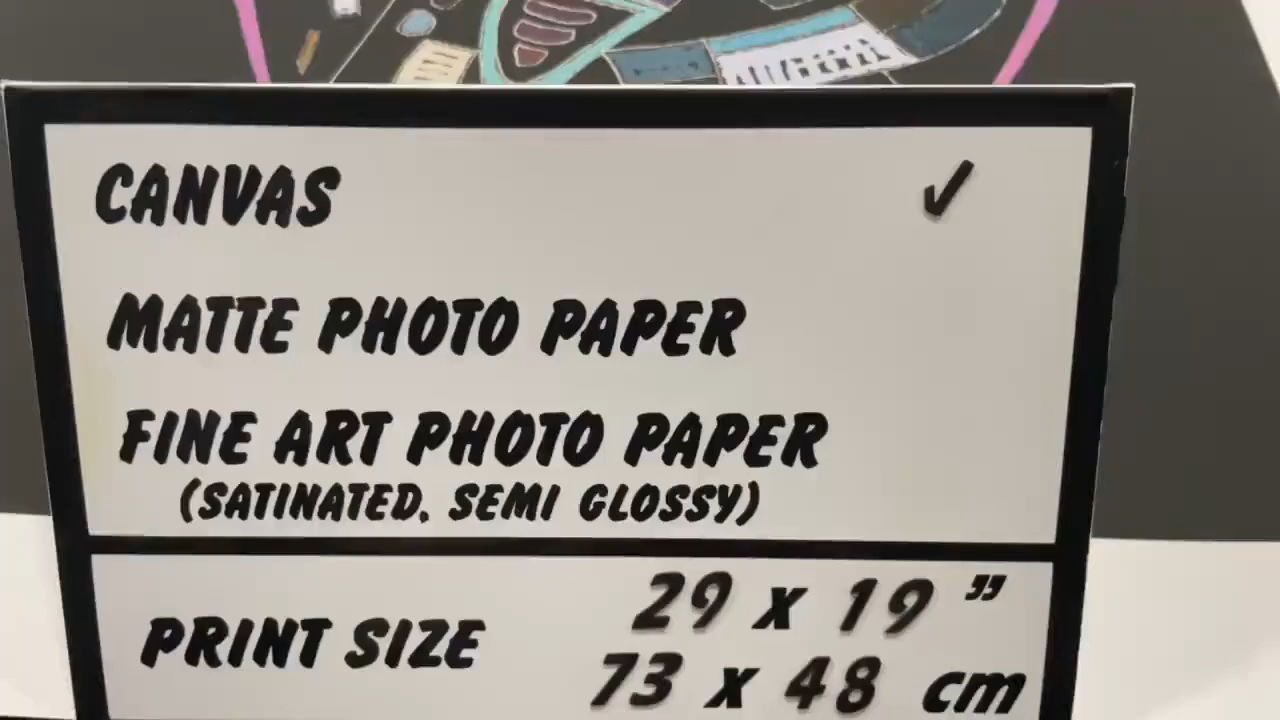 CANVAS ✓
MATTE PHOTO PAPER
FINE ART PHOTO PAPER
(SATINATED, SEMI GLOSSY)
PRINT SIZE
29 x 19 ”
73 x 48 cm